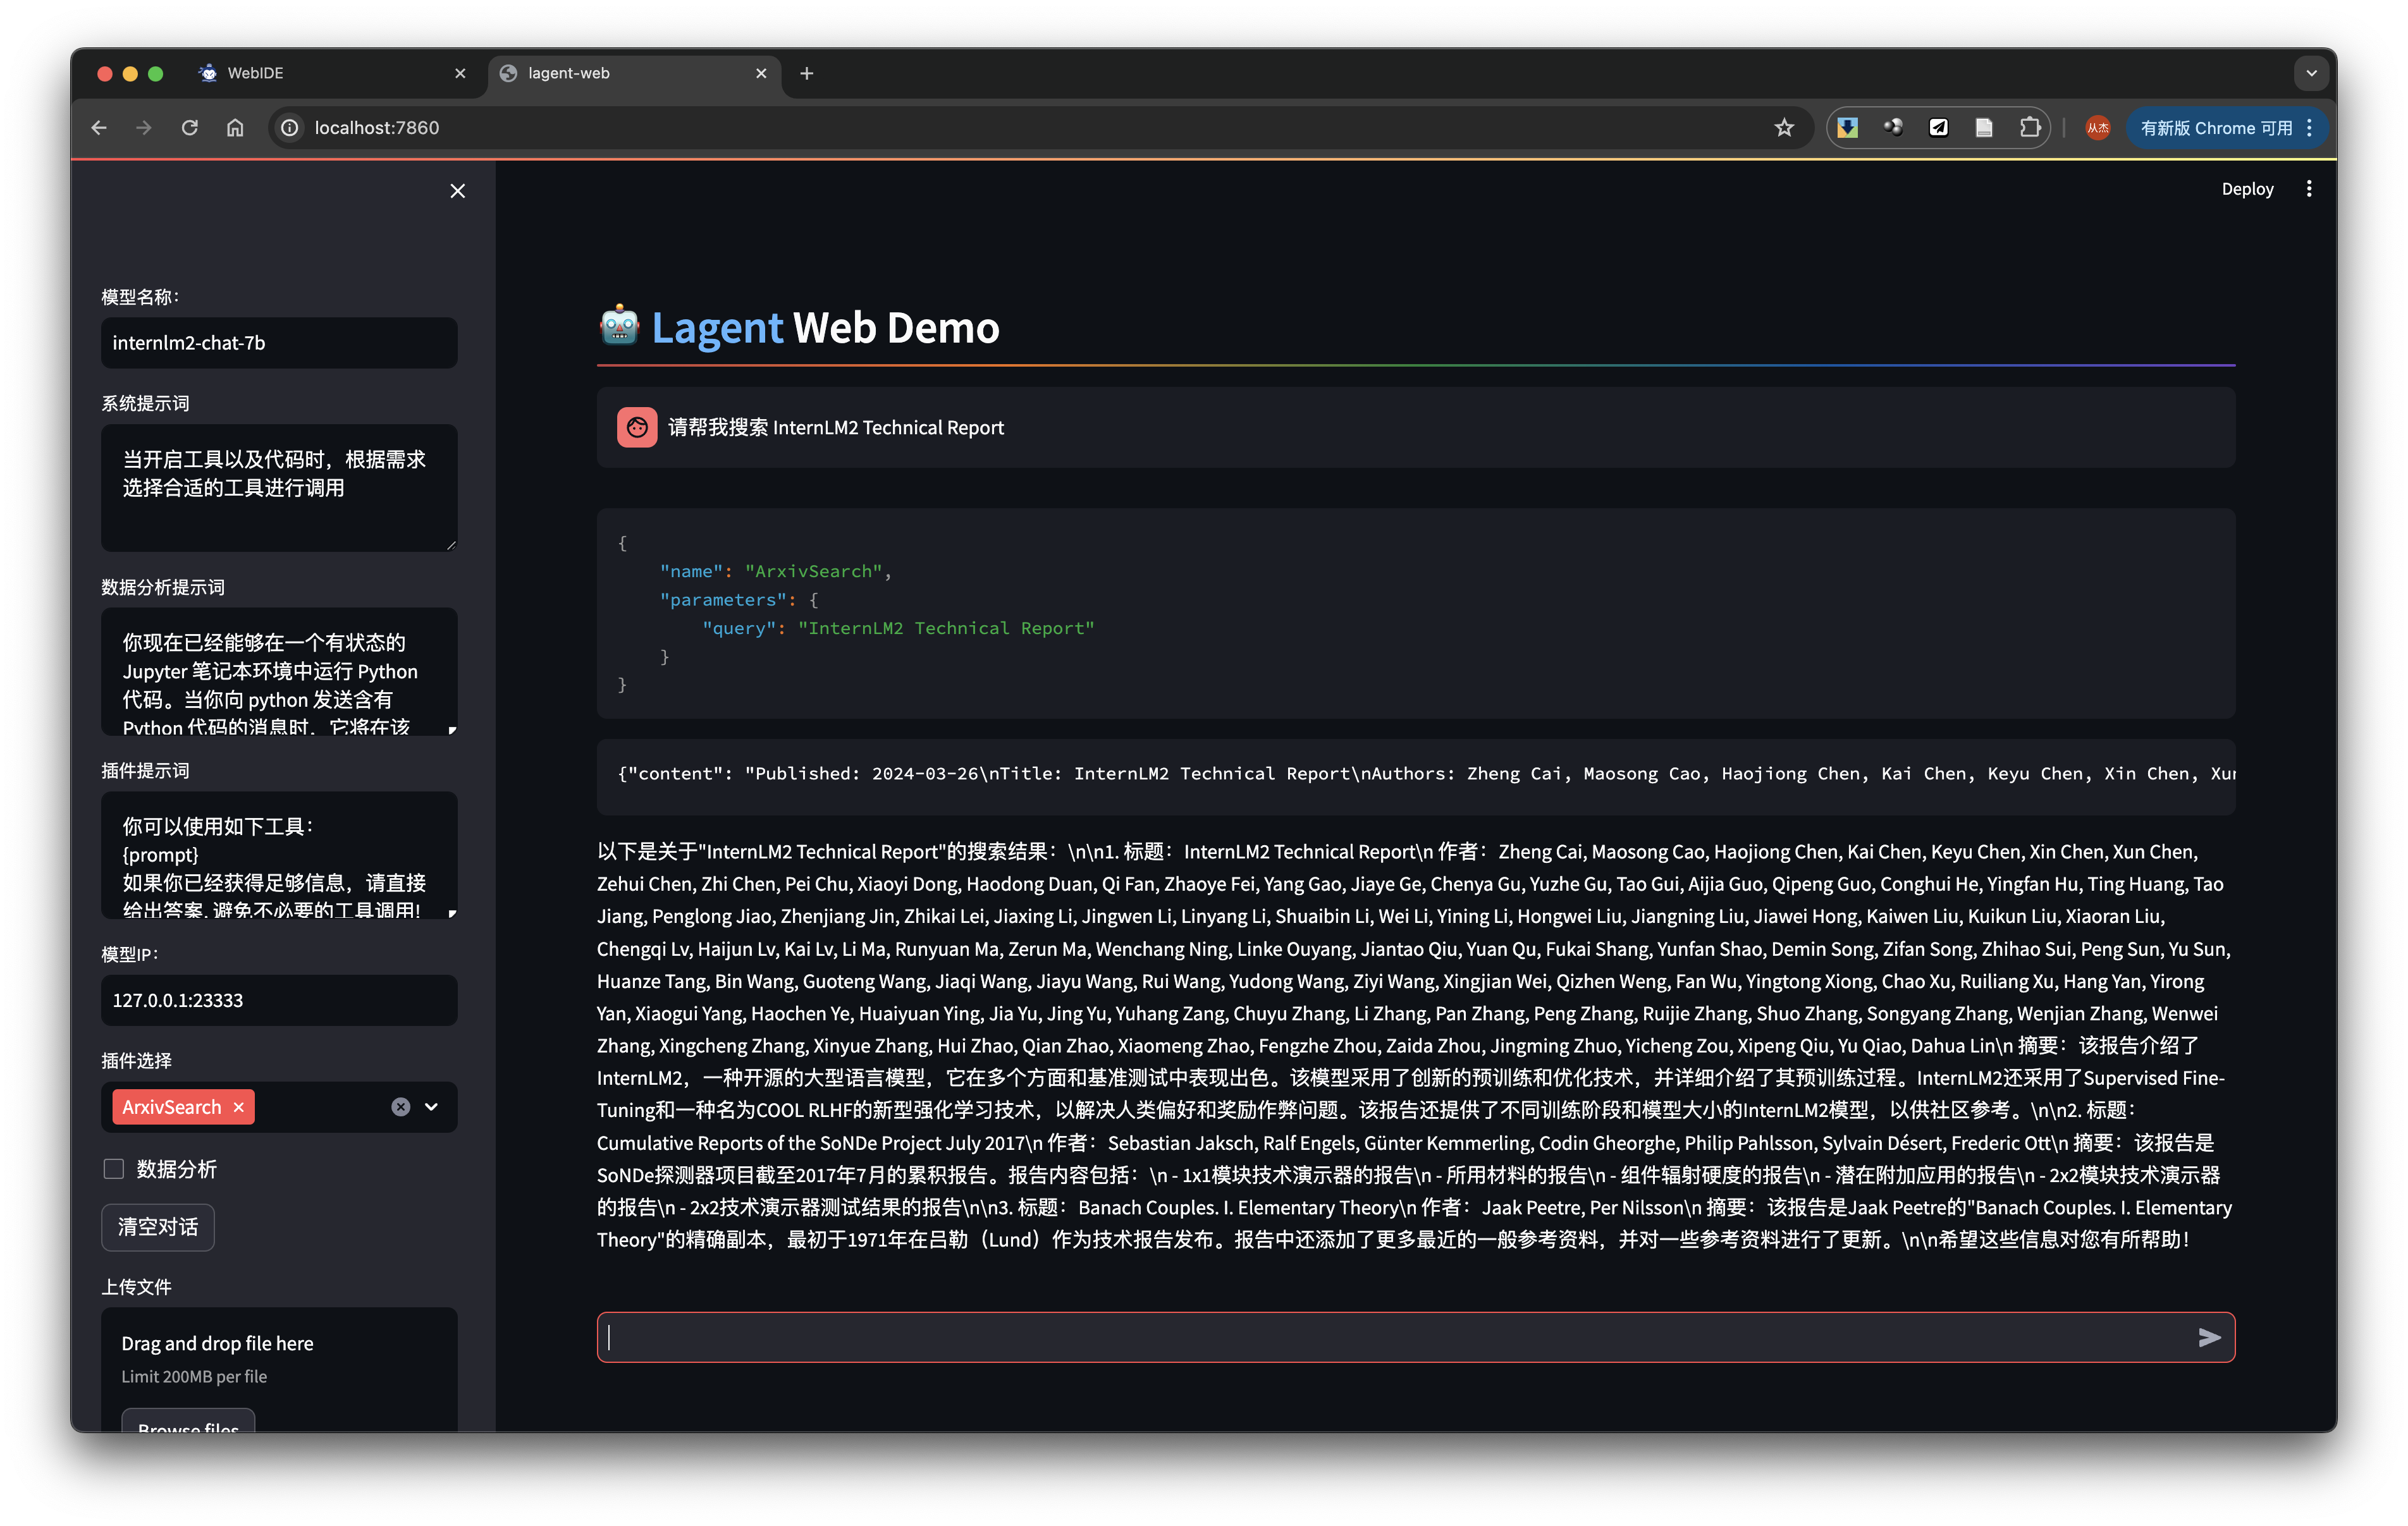 WebIDE
lagent-web
localhost:7860
从杰
有新版 Chrome 可用
Deploy
模型名称：
internlm2-chat-7b
系统提示词
当开启工具以及代码时，根据需求
选择合适的工具进行调用
数据分析提示词
你现在已经能够在一个有状态的
Jupyter 笔记本环境中运行 Python
代码。当你向 python 发送含有
Python 代码的消息时，它将在该
插件提示词
你可以使用如下工具：
{prompt}
如果你已经获得足够信息，请直接
给出答案. 避免不必要的工具调用!
模型IP：
127.0.0.1:23333
插件选择
ArxivSearch
数据分析
清空对话
上传文件
Drag and drop file here
Limit 200MB per file
Browse files
Lagent Web Demo
请帮我搜索 InternLM2 Technical Report
{
"name": "ArxivSearch",
"parameters": {
"query": "InternLM2 Technical Report"
}
}
{"content": "Published: 2024-03-26\nTitle: InternLM2 Technical Report\nAuthors: Zheng Cai, Maosong Cao, Haojiong Chen, Kai Chen, Keyu Chen, Xin Chen, Xun
以下是关于"InternLM2 Technical Report"的搜索结果：\n\n1. 标题：InternLM2 Technical Report\n 作者：Zheng Cai, Maosong Cao, Haojiong Chen, Kai Chen, Keyu Chen, Xin Chen, Xun Chen,
Zehui Chen, Zhi Chen, Pei Chu, Xiaoyi Dong, Haodong Duan, Qi Fan, Zhaoye Fei, Yang Gao, Jiaye Ge, Chenya Gu, Yuzhe Gu, Tao Gui, Aijia Guo, Qipeng Guo, Conghui He, Yingfan Hu, Ting Huang, Tao
Jiang, Penglong Jiao, Zhenjiang Jin, Zhikai Lei, Jiaxing Li, Jingwen Li, Linyang Li, Shuaibin Li, Wei Li, Yining Li, Hongwei Liu, Jiangning Liu, Jiawei Hong, Kaiwen Liu, Kuikun Liu, Xiaoran Liu,
Chengqi Lv, Haijun Lv, Kai Lv, Li Ma, Runyuan Ma, Zerun Ma, Wenchang Ning, Linke Ouyang, Jiantao Qiu, Yuan Qu, Fukai Shang, Yunfan Shao, Demin Song, Zifan Song, Zhihao Sui, Peng Sun, Yu Sun,
Huanze Tang, Bin Wang, Guoteng Wang, Jiaqi Wang, Jiayu Wang, Rui Wang, Yudong Wang, Ziyi Wang, Xingjian Wei, Qizhen Weng, Fan Wu, Yingtong Xiong, Chao Xu, Ruiliang Xu, Hang Yan, Yirong
Yan, Xiaogui Yang, Haochen Ye, Huaiyuan Ying, Jia Yu, Jing Yu, Yuhang Zang, Chuyu Zhang, Li Zhang, Pan Zhang, Peng Zhang, Ruijie Zhang, Shuo Zhang, Songyang Zhang, Wenjian Zhang, Wenwei
Zhang, Xingcheng Zhang, Xinyue Zhang, Hui Zhao, Qian Zhao, Xiaomeng Zhao, Fengzhe Zhou, Zaida Zhou, Jingming Zhuo, Yicheng Zou, Xipeng Qiu, Yu Qiao, Dahua Lin\n 摘要：该报告介绍了
InternLM2，一种开源的大型语言模型，它在多个方面和基准测试中表现出色。该模型采用了创新的预训练和优化技术，并详细介绍了其预训练过程。InternLM2还采用了Supervised Fine-
Tuning和一种名为COOL RLHF的新型强化学习技术，以解决人类偏好和奖励作弊问题。该报告还提供了不同训练阶段和模型大小的InternLM2模型，以供社区参考。\n\n2. 标题：
Cumulative Reports of the SoNDe Project July 2017\n 作者：Sebastian Jaksch, Ralf Engels, Günter Kemmerling, Codin Gheorghe, Philip Pahlsson, Sylvain Désert, Frederic Ott\n 摘要：该报告是
SoNDe探测器项目截至2017年7月的累积报告。报告内容包括：\n - 1x1模块技术演示器的报告\n - 所用材料的报告\n - 组件辐射硬度的报告\n - 潜在附加应用的报告\n - 2x2模块技术演示器
的报告\n - 2x2技术演示器测试结果的报告\n\n3. 标题：Banach Couples. I. Elementary Theory\n 作者：Jaak Peetre, Per Nilsson\n 摘要：该报告是Jaak Peetre的"Banach Couples. I. Elementary
Theory"的精确副本，最初于1971年在吕勒（Lund）作为技术报告发布。报告中还添加了更多最近的一般参考资料，并对一些参考资料进行了更新。\n\n希望这些信息对您有所帮助！